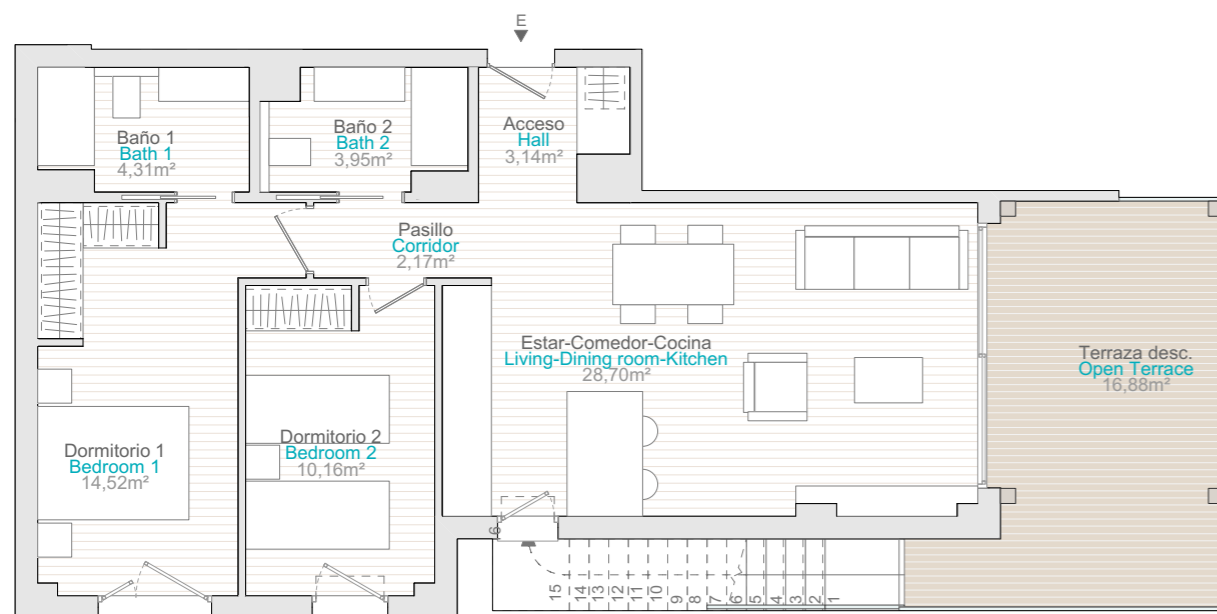 E
Baño 1
Bath 1
4,31m²
Baño 2
Bath 2
3,95m²
Acceso
Hall
3,14m²
Pasillo
Corridor
2,17m²
Estar-Comedor-Cocina
Living-Dining room-Kitchen
28,70m²
Terraza desc.
Open Terrace
16,88m²
Dormitorio 1
Bedroom 1
14,52m²
Dormitorio 2
Bedroom 2
10,16m²
15 14 13 12 11 10 9 8 7 6 5 4 3 2 1